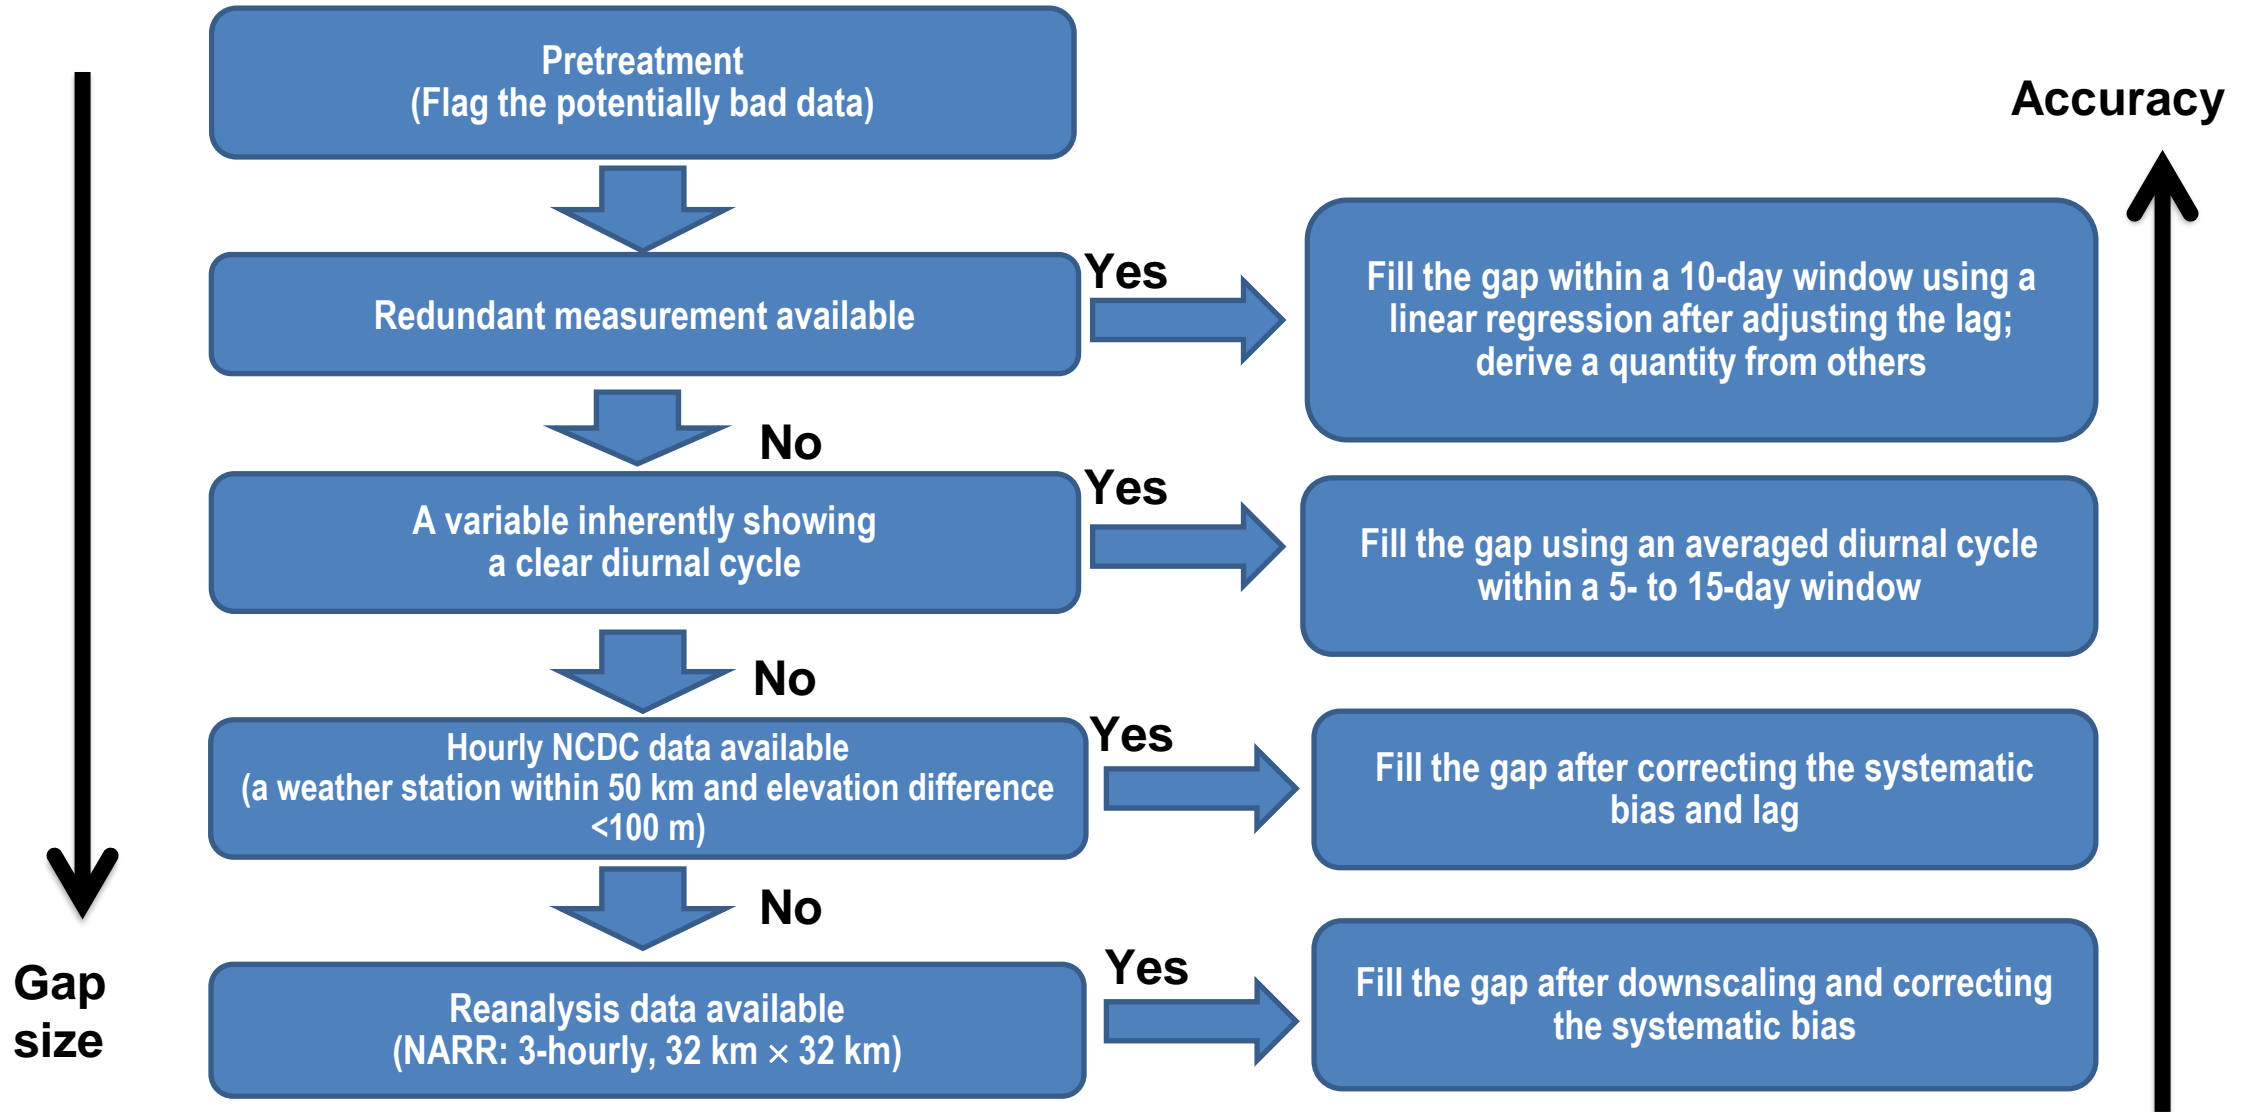 Pretreatment
(Flag the potentially bad data)
Accuracy
Redundant measurement available
Yes
Fill the gap within a 10-day window using a
linear regression after adjusting the lag;
derive a quantity from others
No
A variable inherently showing
a clear diurnal cycle
Yes
Fill the gap using an averaged diurnal cycle
within a 5- to 15-day window
No
Hourly NCDC data available
(a weather station within 50 km and elevation difference
<100 m)
Yes
Fill the gap after correcting the systematic
bias and lag
No
Gap
size
Reanalysis data available
(NARR: 3-hourly, 32 km × 32 km)
Yes
Fill the gap after downscaling and correcting
the systematic bias